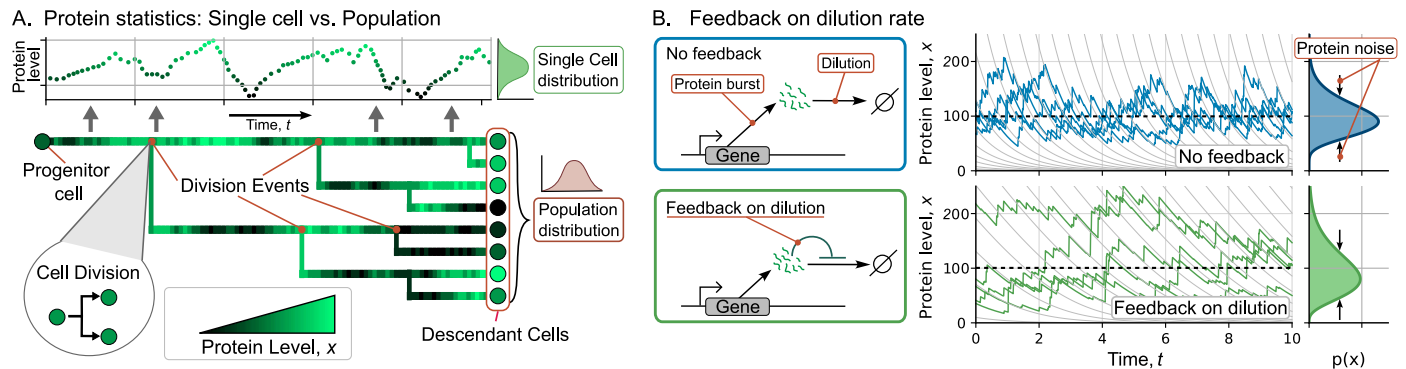 A. Protein statistics: Single cell vs. Population
Protein
level
Single Cell
distribution
Time, t
Progenitor
cell
Division Events
Population
distribution
Cell Division
Protein Level, x
Descendant Cells
B. Feedback on dilution rate
No feedback
Protein burst
Dilution
Gene
Feedback on dilution
Gene
Protein level, x
200
100
0
No feedback
Protein noise
Protein level, x
200
100
0
Feedback on dilution
0 2 4 6 8 10
Time, t
p(x)